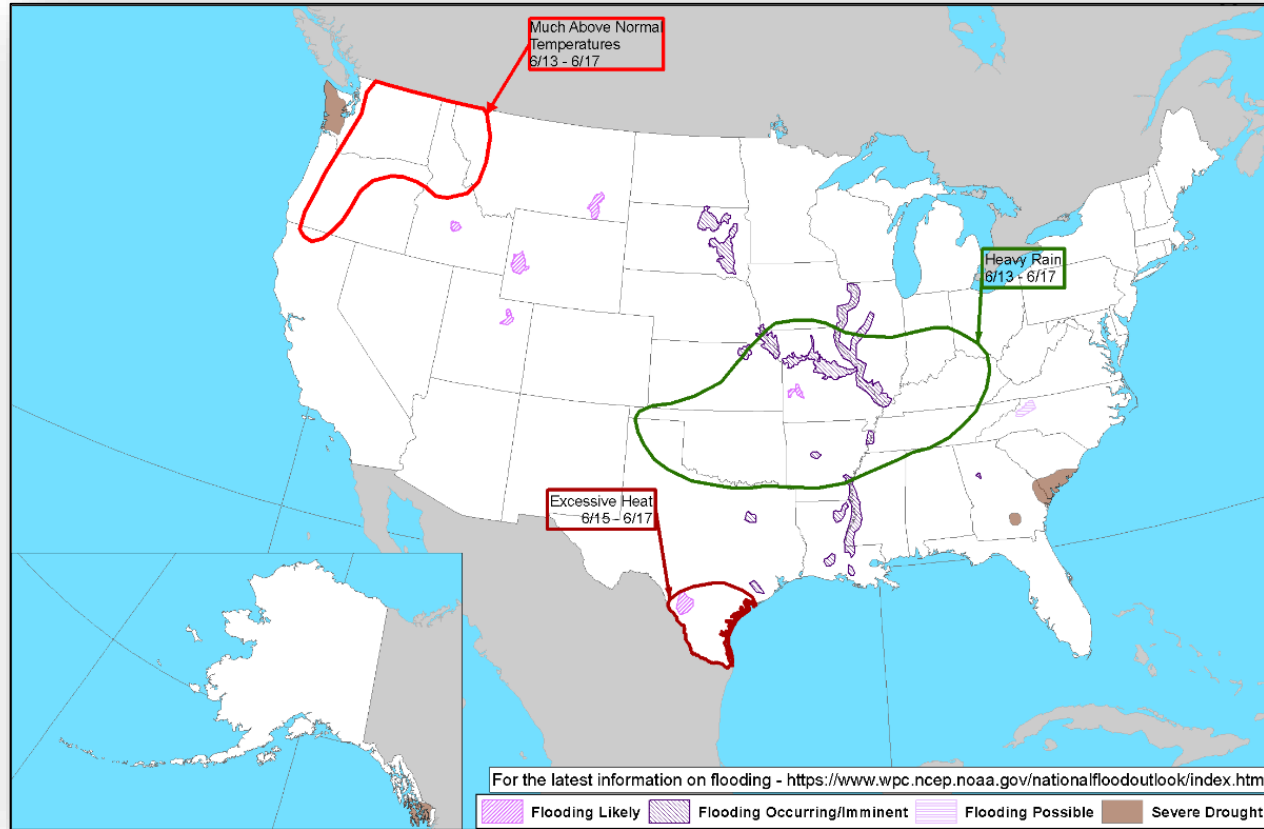 Much Above Normal
Temperatures
6/13 - 6/17
Heavy Rain
6/13 - 6/17
Excessive Heat
6/15 - 6/17
For the latest information on flooding - https://www.wpc.ncep.noaa.gov/nationalfloodoutlook/index.htm
Flooding Likely Flooding Occurring/Imminent Flooding Possible Severe Drought